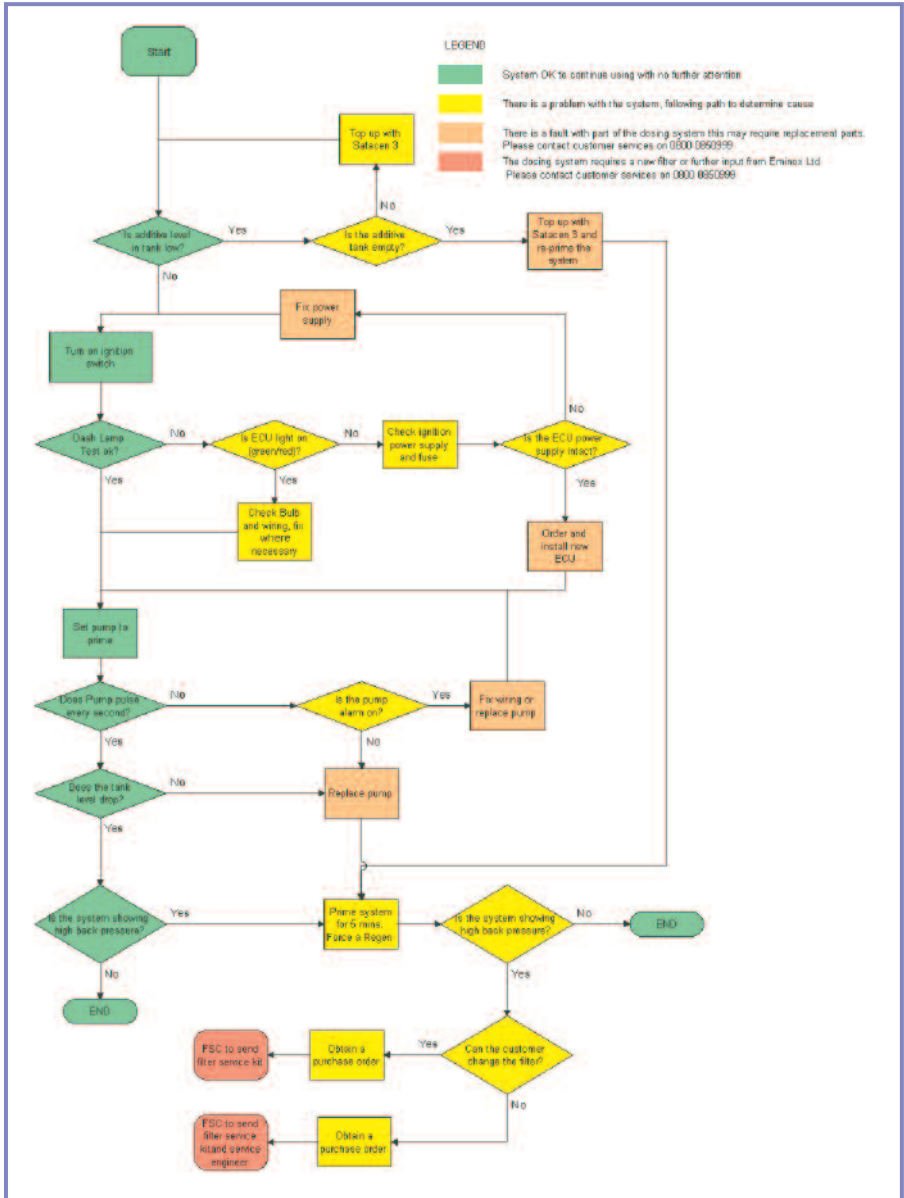 Start
LEGEND
System OK to continue using with no further attention
There is a problem with the system, following path to determine cause
There is a fault with part of the dosing system this may require replacement parts.
Please contact customer services on 0800 0850999
The dosing system requires a new filter or further input from Eminox Ltd
Please contact customer services on 0800 0850999
Top up with
Satacen 3
No
Is additive level
in tank low?
Yes
Is the additive
tank empty?
Yes
Top up with
Satacen 3 and
re-prime the
system
No
Fix power
supply
Turn on ignition
switch
No
Dash Lamp
Test ok?
No
Is ECU light on
(green/red)?
No
Check ignition
power supply
and fuse
Is the ECU power
supply intact?
Yes
Yes
Yes
Check Bulb
and wiring, fix
where
necessary
Order and
install new
ECU
Set pump to
prime
Does Pump pulse
every second?
No
Is the pump
alarm on?
Yes
Fix wiring or
replace pump
Yes
No
Does the tank
level drop?
No
Replace pump
Yes
Is the system showing
high back pressure?
Yes
Prime system
for 5 mins.
Force a Regen
Is the system showing
high back pressure?
No
END
No
Yes
END
FSC to send
filter service kit
Obtain a
purchase order
Yes
Can the customer
change the filter?
No
FSC to send
filter service
kitand service
engineer
Obtain a
purchase order